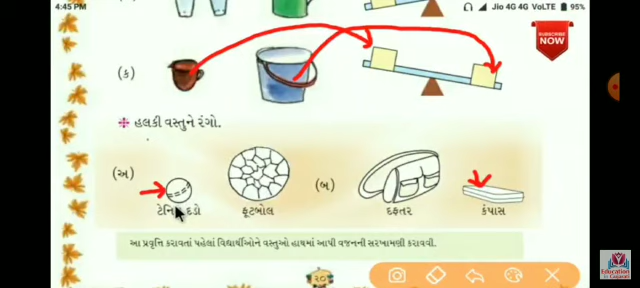 4:45 PM
Jio 4G 4G VoLTE 95%
SUBSCRIBE
NOW
(ક)
હલકી વસ્તુને રંગો.
(અ)
(બ)
ટેનિસ દડો ફૂટબોલ દફતર કંપાસ
આ પ્રવૃત્તિ કરાવતાં પહેલાં વિદ્યાર્થીઓને વસ્તુઓ હાથમાં આપી વજનની સરખામણી કરાવવી.
૨૦
Education
in Gujarati